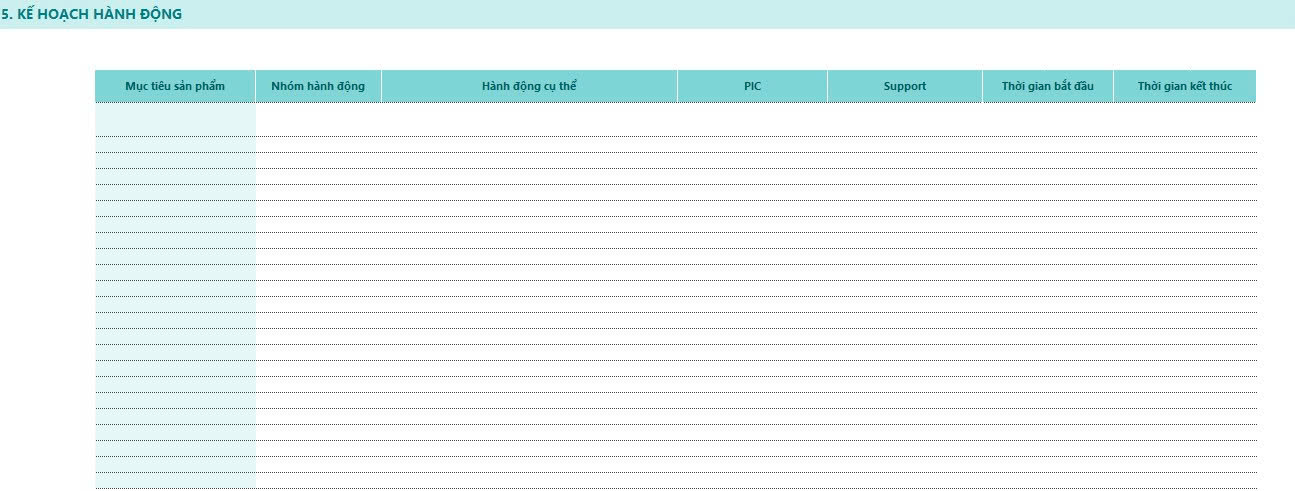 5. KẾ HOẠCH HÀNH ĐỘNG
Mục tiêu sản phẩm Nhóm hành động Hành động cụ thể PIC Support Thời gian bắt đầu Thời gian kết thúc